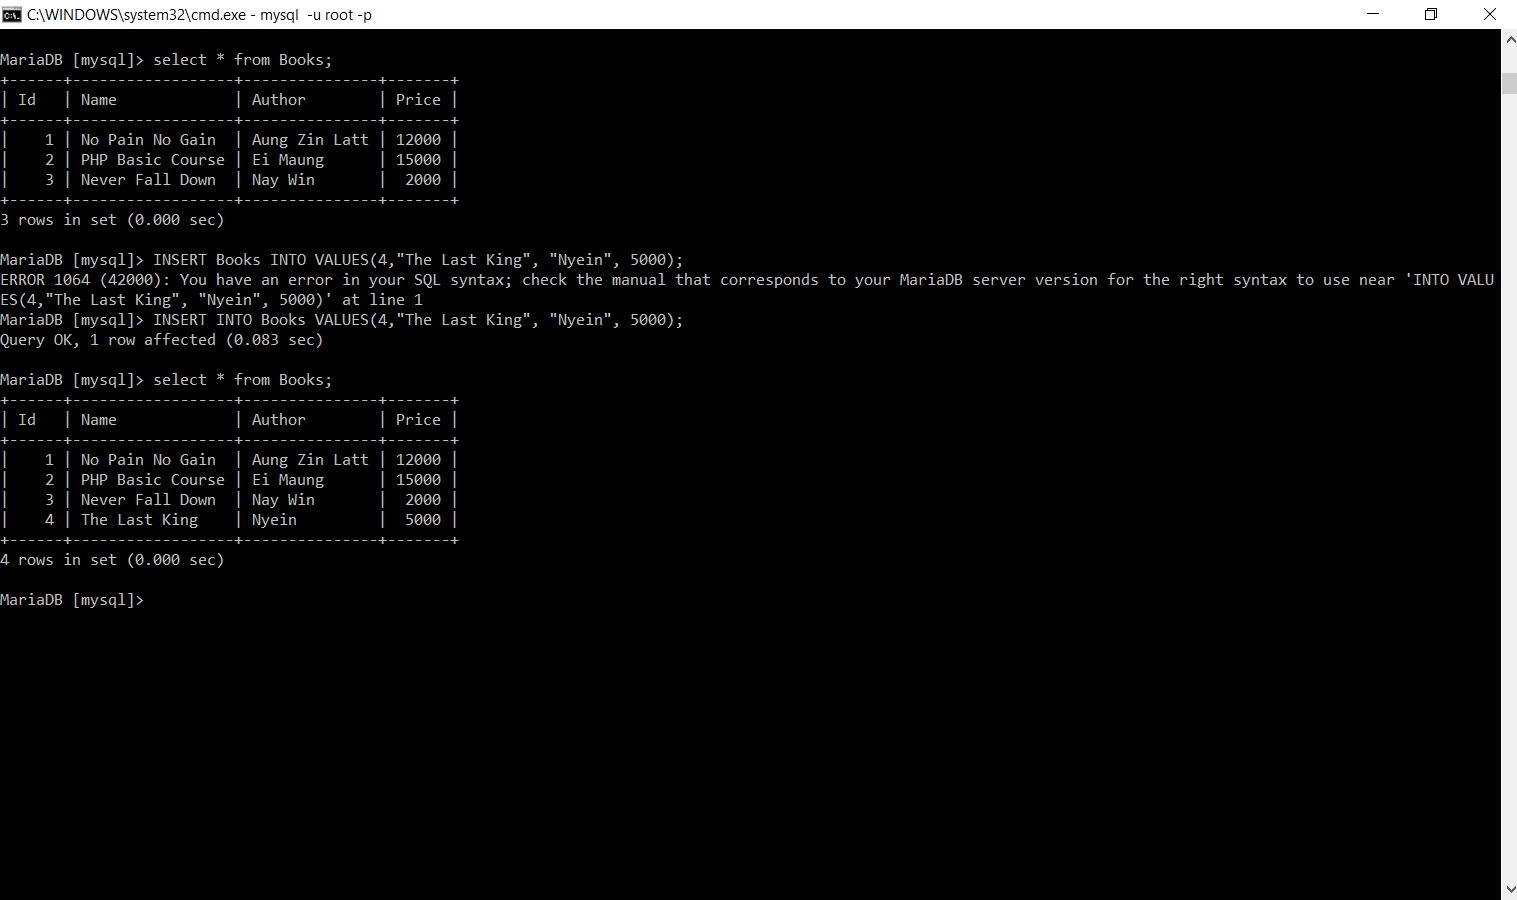 C:\WINDOWS\system32\cmd.exe - mysql  -u root -p
MariaDB [mysql]> select * from Books;
+------+------------------+---------------+-------+
| Id   | Name             | Author        | Price |
+------+------------------+---------------+-------+
|    1 | No Pain No Gain  | Aung Zin Latt | 12000 |
|    2 | PHP Basic Course | Ei Maung      | 15000 |
|    3 | Never Fall Down  | Nay Win       |  2000 |
+------+------------------+---------------+-------+
3 rows in set (0.000 sec)
MariaDB [mysql]> INSERT Books INTO VALUES(4,"The Last King", "Nyein", 5000);
ERROR 1064 (42000): You have an error in your SQL syntax; check the manual that corresponds to your MariaDB server version for the right syntax to use near 'INTO VALU
ES(4,"The Last King", "Nyein", 5000)' at line 1
MariaDB [mysql]> INSERT INTO Books VALUES(4,"The Last King", "Nyein", 5000);
Query OK, 1 row affected (0.083 sec)
MariaDB [mysql]> select * from Books;
+------+------------------+---------------+-------+
| Id   | Name             | Author        | Price |
+------+------------------+---------------+-------+
|    1 | No Pain No Gain  | Aung Zin Latt | 12000 |
|    2 | PHP Basic Course | Ei Maung      | 15000 |
|    3 | Never Fall Down  | Nay Win       |  2000 |
|    4 | The Last King    | Nyein         |  5000 |
+------+------------------+---------------+-------+
4 rows in set (0.000 sec)
MariaDB [mysql]>